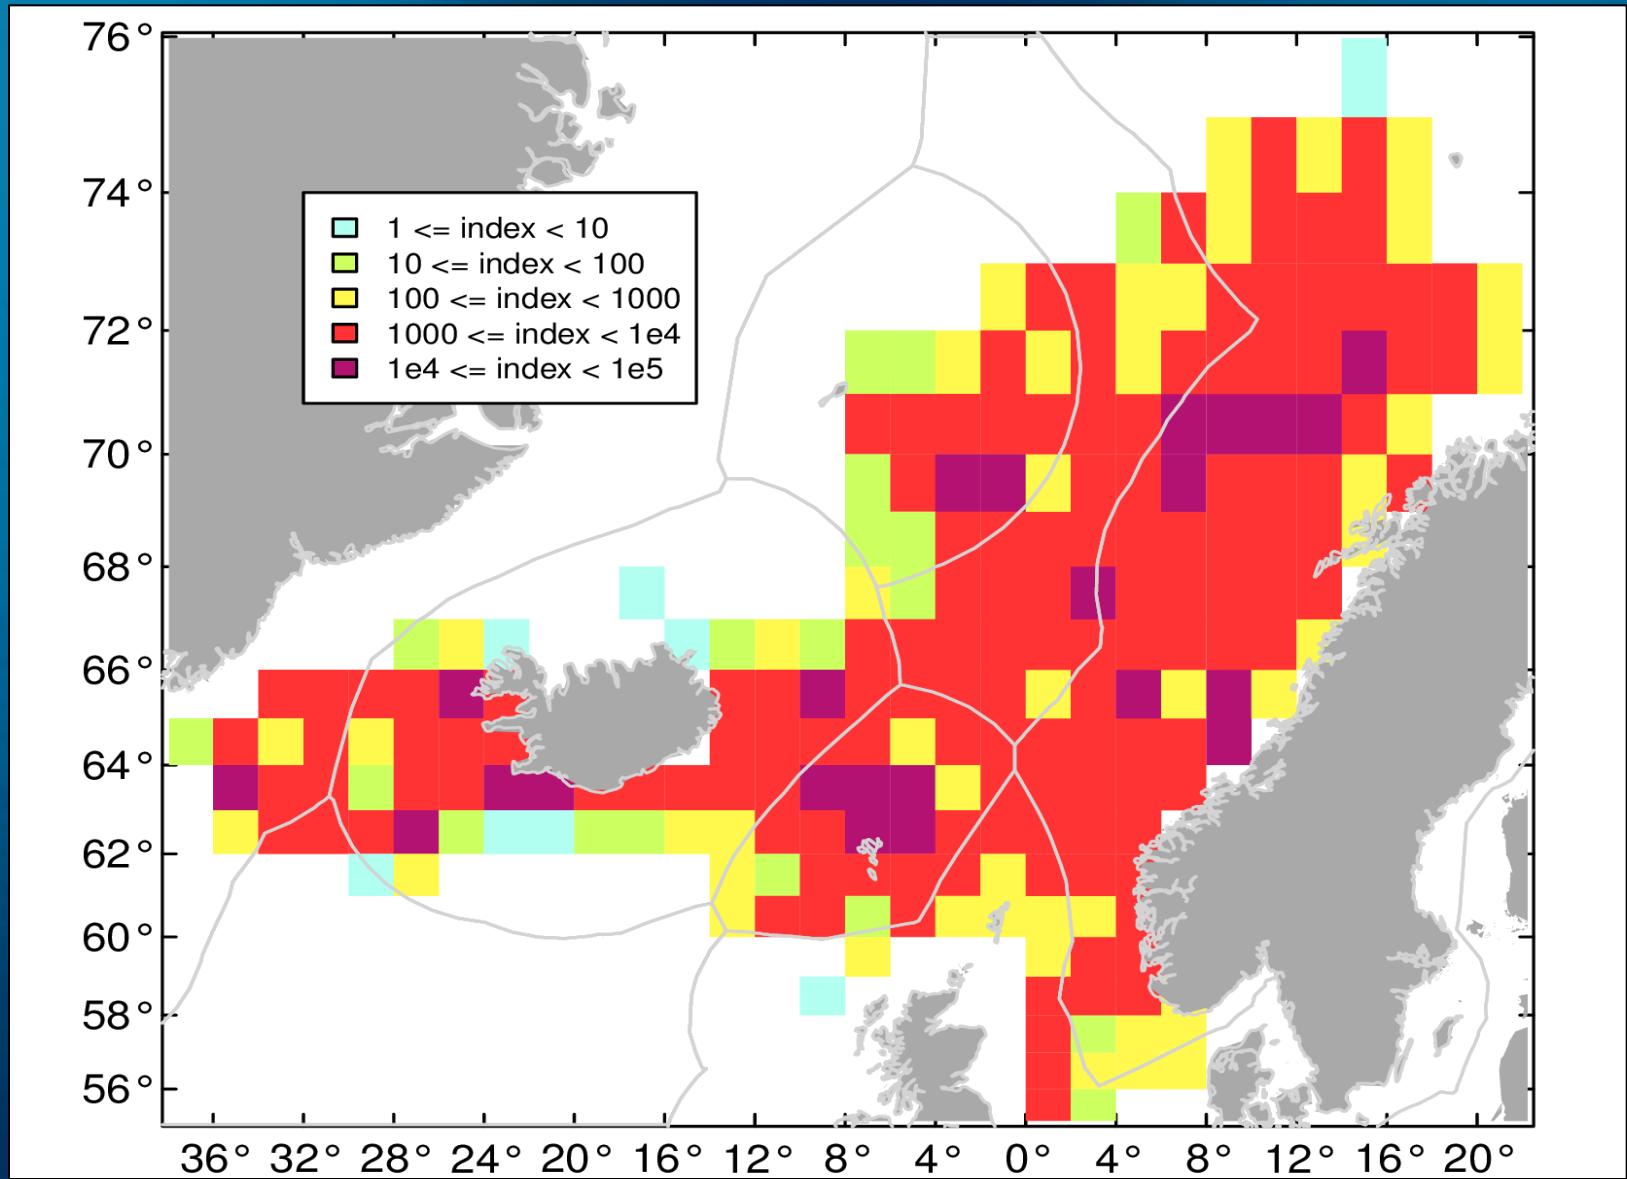 76°
74°
72°
70°
68°
66°
64°
62°
60°
58°
56°
1 <= index < 10
10 <= index < 100
100 <= index < 1000
1000 <= index < 1e4
1e4 <= index < 1e5
36° 32° 28° 24° 20° 16° 12° 8° 4° 0° 4° 8° 12° 16° 20°